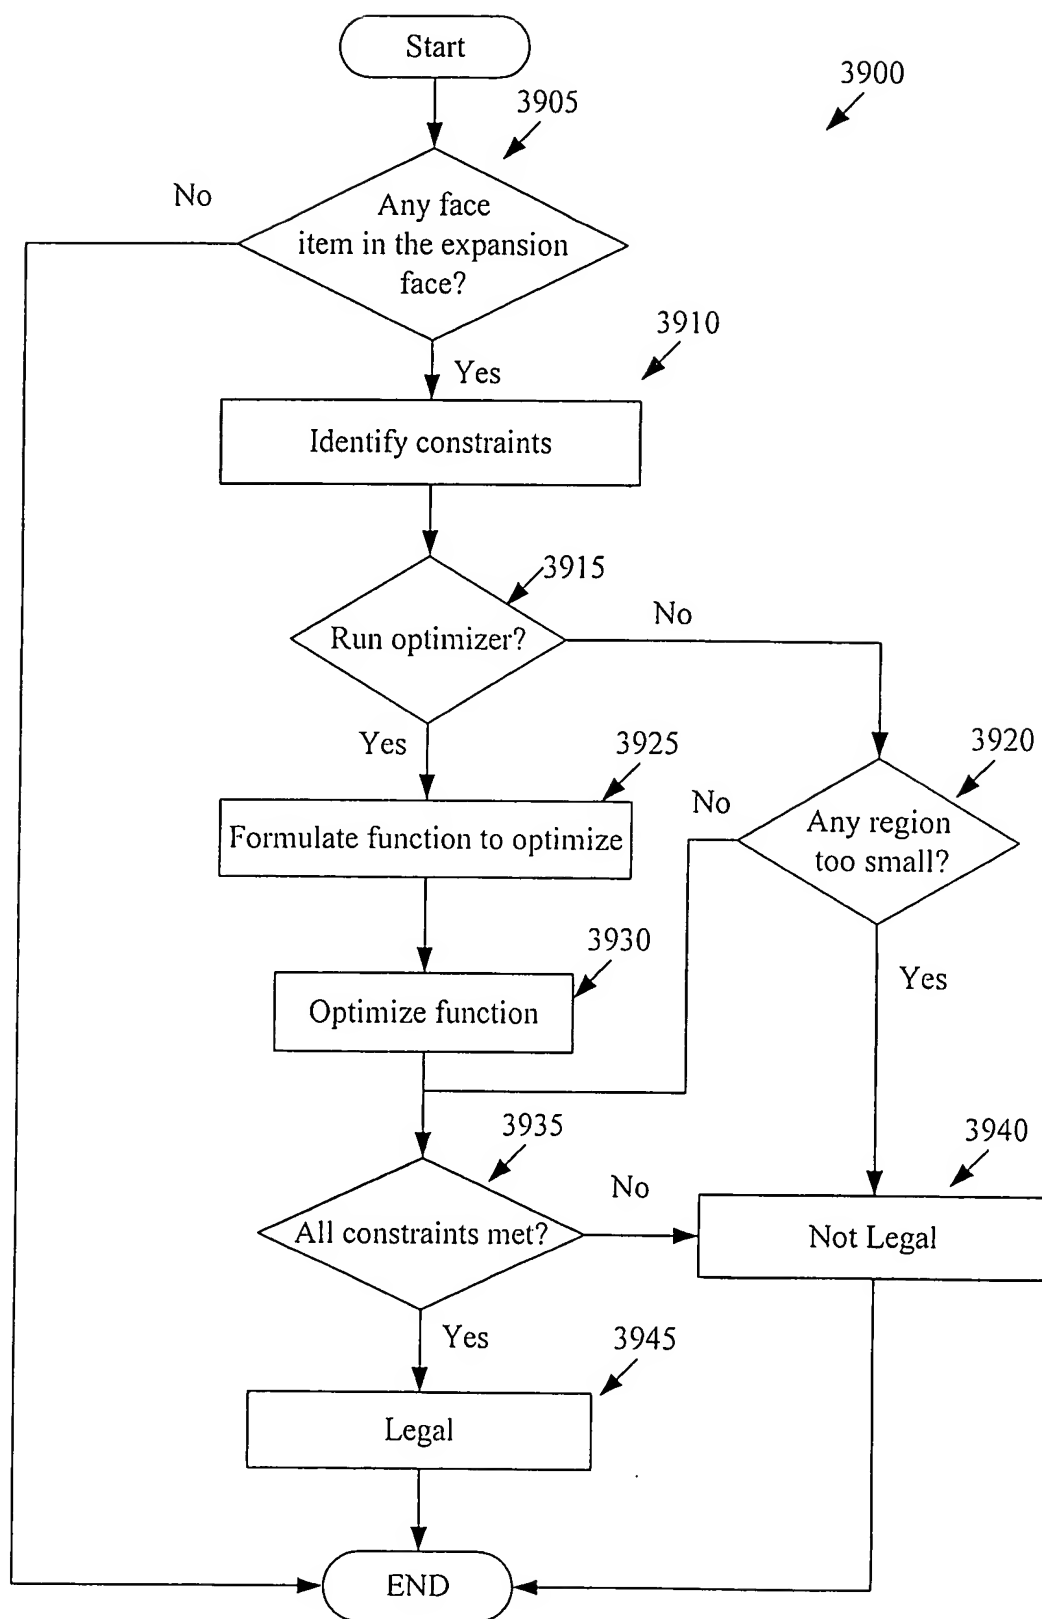 Start
3900
3905
No
Any face
item in the expansion
face?
3910
Yes
Identify constraints
3915
No
Run optimizer?
Yes
3925
3920
No
Any region
too small?
Formulate function to optimize
3930
Yes
Optimize function
3935
3940
No
All constraints met?
Not Legal
Yes
3945
Legal
END